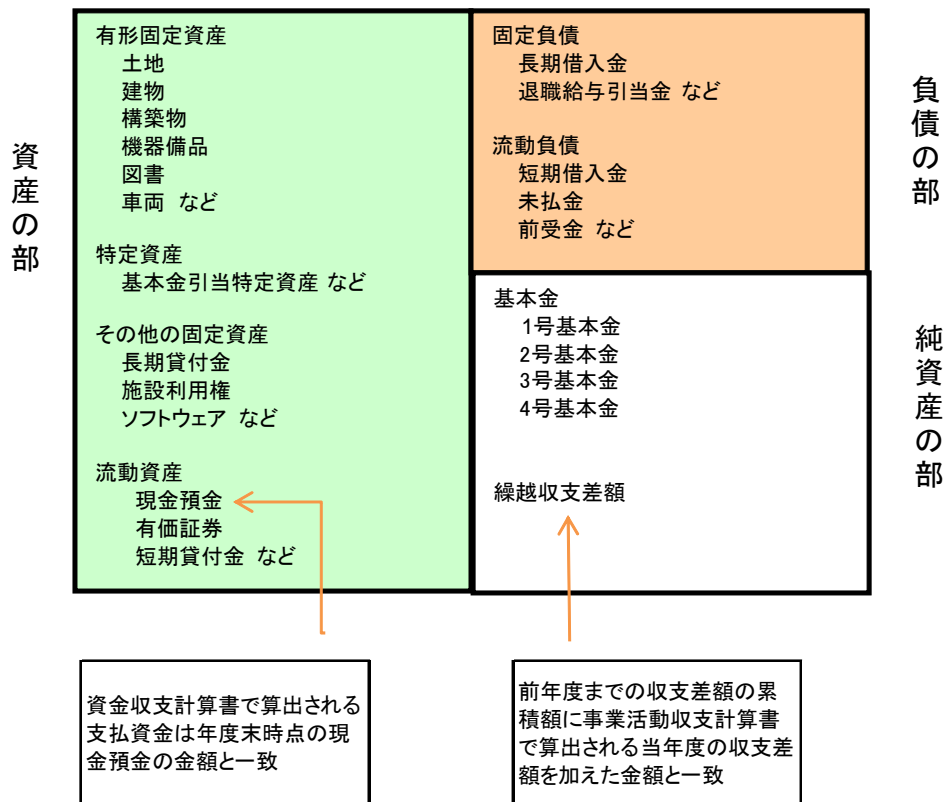 資産の部
有形固定資産
土地
建物
構築物
機器備品
図書
車両 など
特定資産
基本金引当特定資産 など
その他の固定資産
長期貸付金
施設利用権
ソフトウェア など
流動資産
現金預金
有価証券
短期貸付金 など
固定負債
長期借入金
退職給与引当金 など
流動負債
短期借入金
未払金
前受金 など
負債の部
基本金
1号基本金
2号基本金
3号基本金
4号基本金
繰越収支差額
純資産の部
資金収支計算書で算出される
支払資金は年度末時点の現
金預金の金額と一致
前年度までの収支差額の累
積額に事業活動収支計算書
で算出される当年度の収支差
額を加えた金額と一致